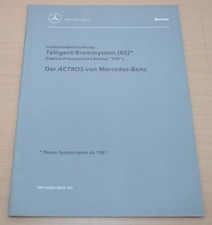 Mercedes-Benz
Service
Funktionsbeschreibung
Telligent-Bremssystem (BS)*
(Elektro-Pneumatische Bremse "EPB")
Der ACTROS von Mercedes-Benz
* Neuer Systemname ab 1997
Mercedes-Benz AG